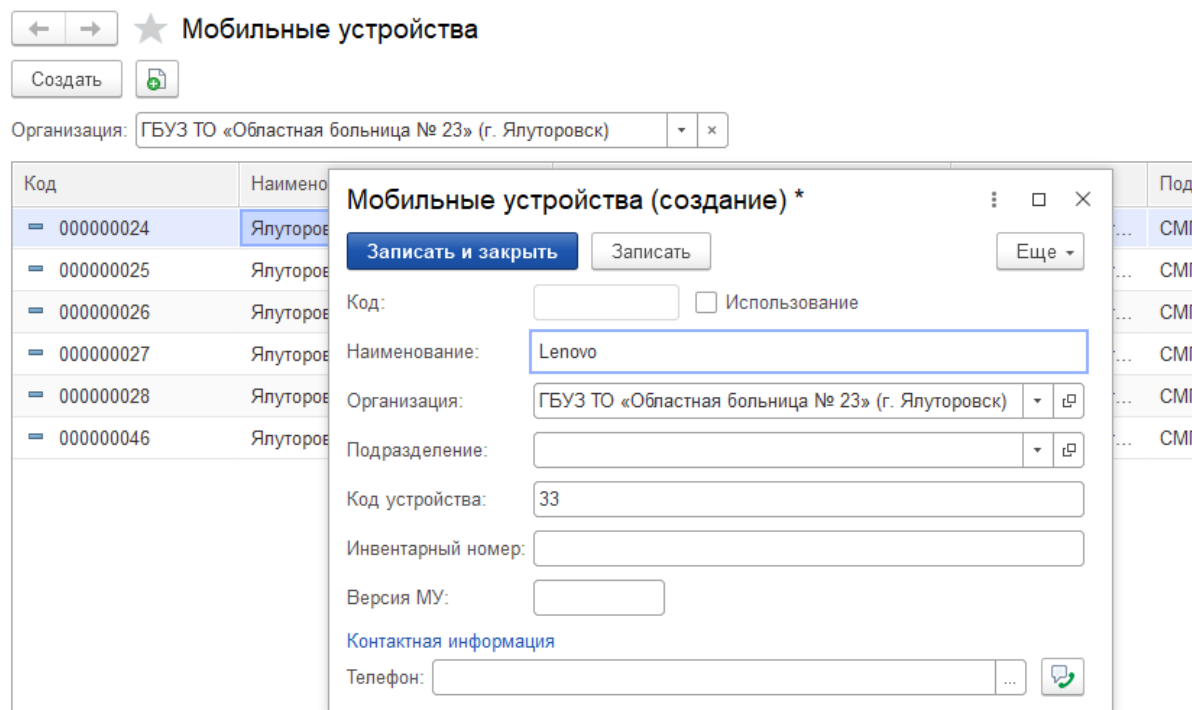 Мобильные устройства
Создать
Организация: ГБУЗ ТО «Областная больница № 23» (г. Ялуторовск)
Код
000000024
000000025
000000026
000000027
000000028
000000046
Мобильные устройства (создание) *
Записать и закрыть Записать Еще
Код: Использование
Наименование: Lenovo
Организация: ГБУЗ ТО «Областная больница № 23» (г. Ялуторовск)
Подразделение:
Код устройства: 33
Инвентарный номер:
Версия МУ:
Контактная информация
Телефон: ...